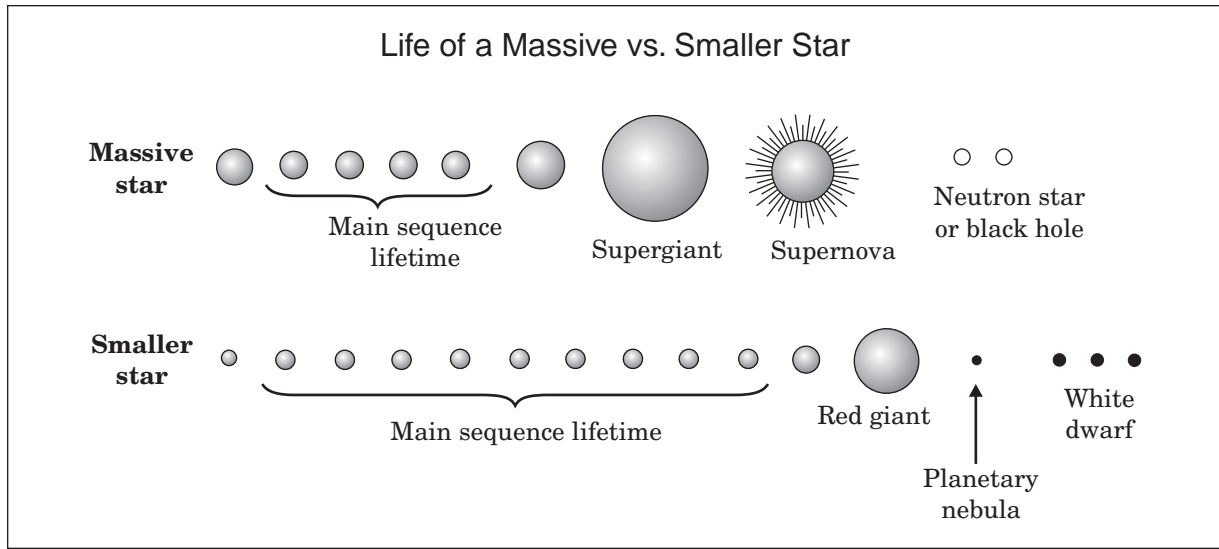 Life of a Massive vs. Smaller Star
Massive
star
Main sequence
lifetime
Supergiant
Supernova
Neutron star
or black hole
Smaller
star
Main sequence lifetime
Red giant
Planetary
nebula
White
dwarf